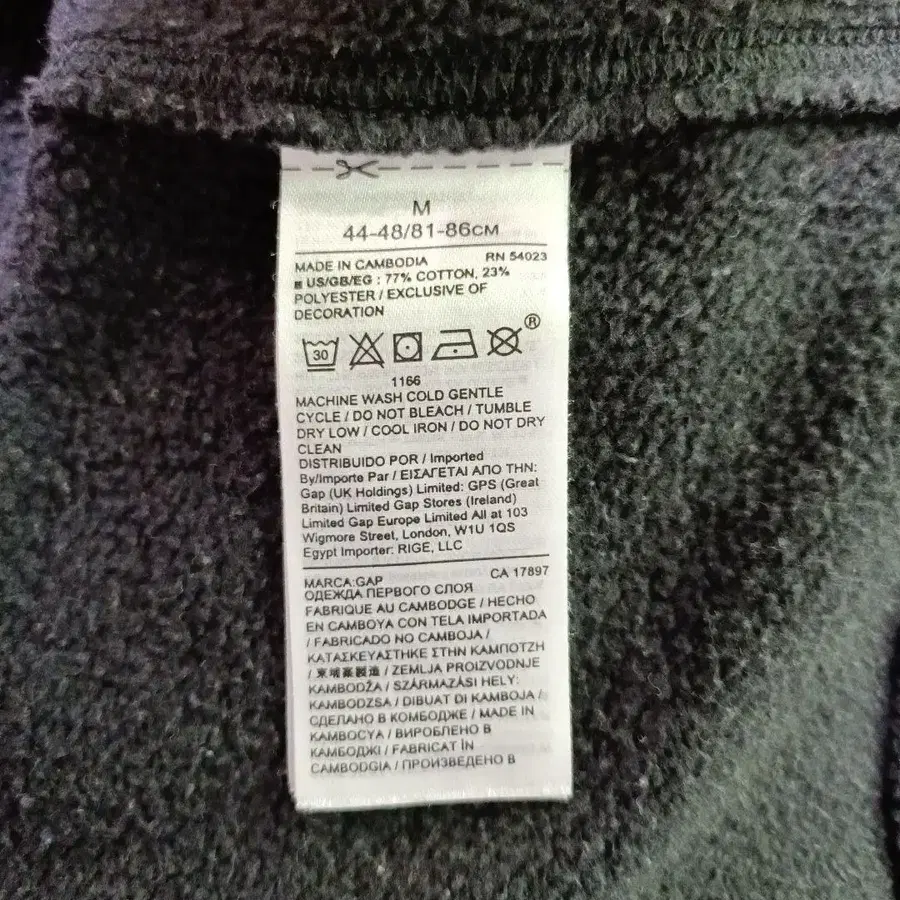 M
44-48/81-86CM
MADE IN CAMBODIA RN 54023
US/GB/EG : 77% COTTON, 23%
POLYESTER / EXCLUSIVE OF
DECORATION
30
®
1166
MACHINE WASH COLD GENTLE
CYCLE / DO NOT BLEACH / TUMBLE
DRY LOW / COOL IRON / DO NOT DRY
CLEAN
DISTRIBUIDO POR / Imported
By/Importe Par / ΕΙΣΑΓΕΤΑΙ ΑΠΟ ΤΗΝ:
Gap (UK Holdings) Limited: GPS (Great
Britain) Limited Gap Stores (Ireland)
Limited Gap Europe Limited All at 103
Wigmore Street, London, W1U 1QS
Egypt Importer: RIGE, LLC
MARCA:GAP CA 17897
ОДЕЖДА ПЕРВОГО СЛОЯ
FABRIQUE AU CAMBODGE / HECHO
EN CAMBOYA CON TELA IMPORTADA
/ FABRICADO NO CAMBOJA /
ΚΑΤΑΣΚΕΥΑΣΤΗΚΕ ΣΤΗΝ ΚΑΜΠΟΤΖΗ
/ 柬埔寨製造 / ZEMLJA PROIZVODNJE
KAMBODŽA / SZÁRMAZÁSI HELY:
KAMBODZSA / DIBUAT DI KAMBOJA /
СДЕЛАНО В КОМБОДЖЕ / MADE IN
KAMBOCYA / ВИРОБЛЕНО В
КАМБОДЖІ / FABRICAT ÎN
CAMBODGIA / ПРОИЗВЕДЕНО В